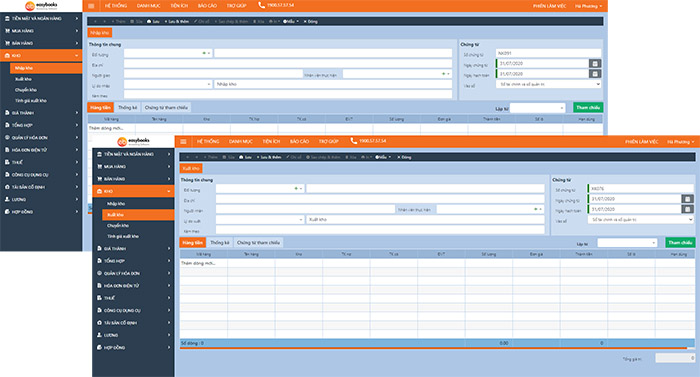 easybooks
HỆ THỐNG DANH MỤC TIỆN ÍCH BÁO CÁO TRỢ GIÚP 1900.57.57.54 PHIÊN LÀM VIỆC Hà Phương
TIỀN MẶT VÀ NGÂN HÀNG
MUA HÀNG
BÁN HÀNG
KHO
Nhập kho
Xuất kho
Chuyển kho
Tính giá xuất kho
GIÁ THÀNH
TỔNG HỢP
QUẢN LÝ HÓA ĐƠN
HÓA ĐƠN ĐIỆN TỬ
THUẾ
CÔNG CỤ DỤNG CỤ
TÀI SẢN CỐ ĐỊNH
LƯƠNG
HỢP ĐỒNG
Thêm Sửa Lưu Lưu & thêm Ghi sổ Sao chép & thêm Xóa In Mẫu Đóng
Nhập kho
Thông tin chung
Đối tượng
Địa chỉ
Người giao Nhân viên thực hiện
Lý do nhập Nhập kho
Kèm theo
Chứng từ
Số chứng từ NK091
Ngày chứng từ 31/07/2020
Ngày hạch toán 31/07/2020
Vào sổ Sổ tài chính và sổ quản trị
Hàng tiền Thống kê Chứng từ tham chiếu Lập từ Tham chiếu
Mã hàng Tên hàng Kho TK nợ TK có ĐVT Số lượng Đơn giá Thành tiền Số lô Hạn dùng
Thêm dòng mới...
easybooks
HỆ THỐNG DANH MỤC TIỆN ÍCH BÁO CÁO TRỢ GIÚP 1900.57.57.54 PHIÊN LÀM VIỆC Hà Phương
TIỀN MẶT VÀ NGÂN HÀNG
MUA HÀNG
BÁN HÀNG
KHO
Nhập kho
Xuất kho
Chuyển kho
Tính giá xuất kho
GIÁ THÀNH
TỔNG HỢP
QUẢN LÝ HÓA ĐƠN
HÓA ĐƠN ĐIỆN TỬ
THUẾ
CÔNG CỤ DỤNG CỤ
TÀI SẢN CỐ ĐỊNH
LƯƠNG
HỢP ĐỒNG
Thêm Sửa Lưu Lưu & thêm Ghi sổ Sao chép & thêm Xóa In Mẫu Đóng
Xuất kho
Thông tin chung
Đối tượng
Địa chỉ
Người nhận Nhân viên thực hiện
Lý do xuất Xuất kho
Kèm theo
Chứng từ
Số chứng từ
Ngày chứng từ 31/07/2020
Ngày hạch toán 31/07/2020
Vào sổ Sổ tài chính và sổ quản trị
Hàng tiền Thống kê Chứng từ tham chiếu Lập từ Tham chiếu
Mã hàng Tên hàng Kho TK nợ TK có ĐVT Số lượng Đơn giá Thành tiền Số lô Hạn dùng
Thêm dòng mới...
Số dòng : 0 0,00 0
Tổng giá trị 0